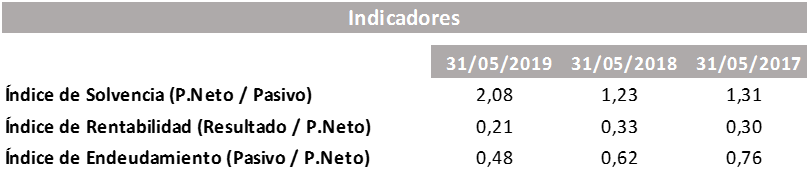 Indicadores
31/05/2019 31/05/2018 31/05/2017
Índice de Solvencia (P.Neto / Pasivo) 2,08 1,23 1,31
Índice de Rentabilidad (Resultado / P.Neto) 0,21 0,33 0,30
Índice de Endeudamiento (Pasivo / P.Neto) 0,48 0,62 0,76